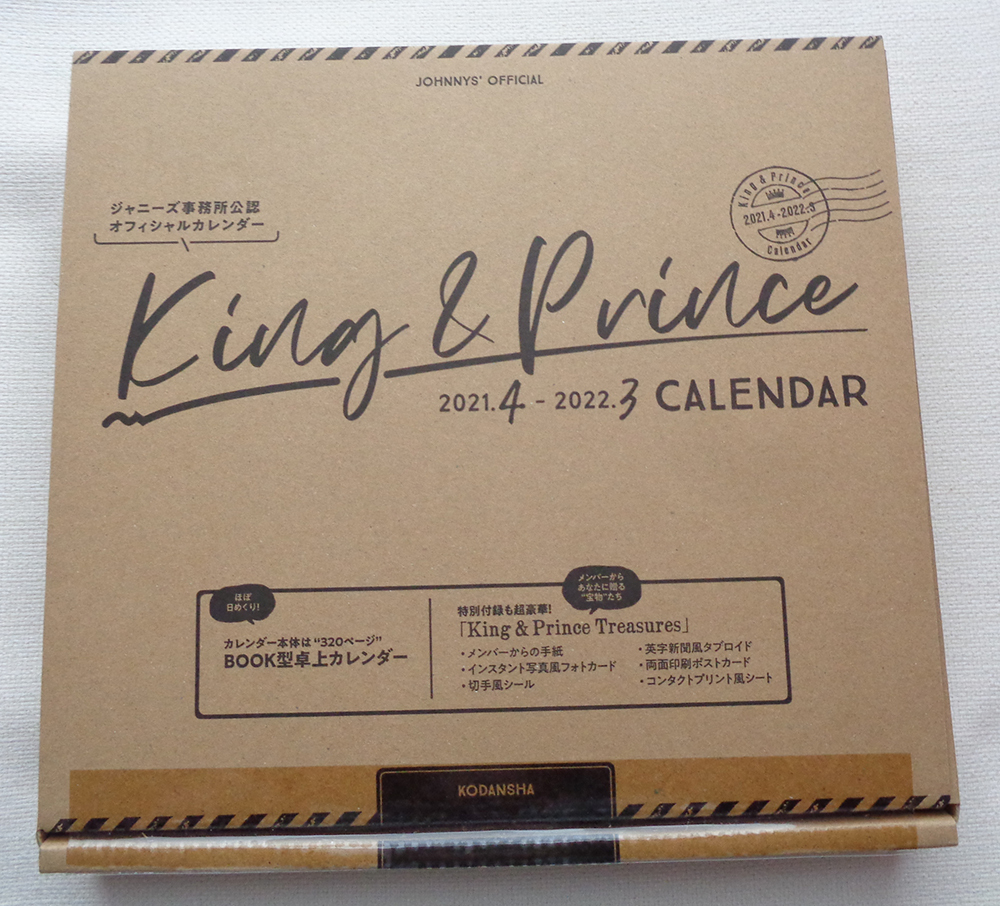 JOHNNYS' OFFICIAL
ジャニーズ事務所公認
オフィシャルカレンダー
King & Prince
2021.4-2022.3
Calendar
King & Prince
2021.4 - 2022.3 CALENDAR
ほぼ
日めくり!
カレンダー本体は“320ページ”
BOOK型卓上カレンダー
メンバーから
あなたに贈る
“宝物”たち
特別付録も超豪華!
「King & Prince Treasures」
・メンバーからの手紙
・インスタント写真風フォトカード
・切手風シール
・英字新聞風タブロイド
・両面印刷ポストカード
・コンタクトプリント風シート
KODANSHA